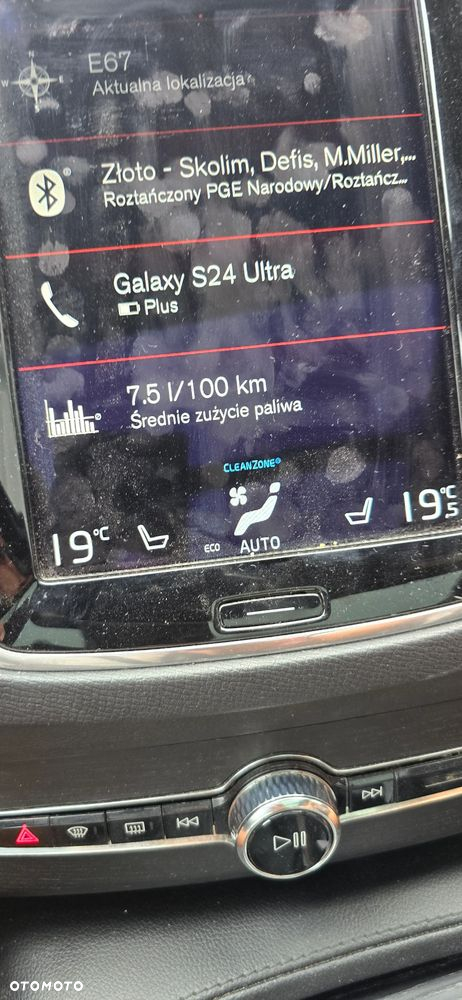 N
W E
E67
Aktualna lokalizacja
Złoto - Skolim, Defis, M.Miller,...
Roztańczony PGE Narodowy/Roztańcz...
Galaxy S24 Ultra
Plus
7.5 l/100 km
Średnie zużycie paliwa
CLEANZONE
19°C
ECO AUTO
19.5°C
OTOMOTO